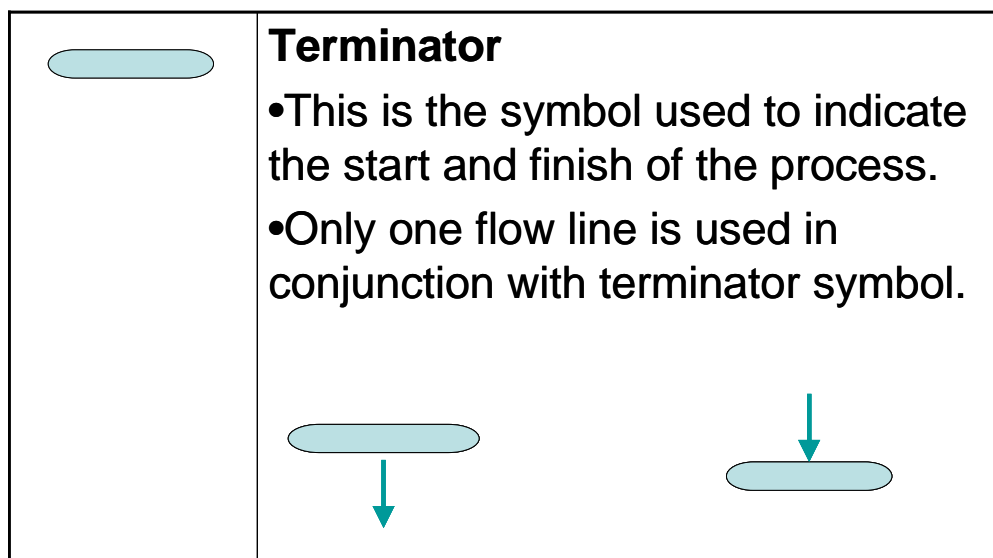 Terminator
•This is the symbol used to indicate
the start and finish of the process.
•Only one flow line is used in
conjunction with terminator symbol.